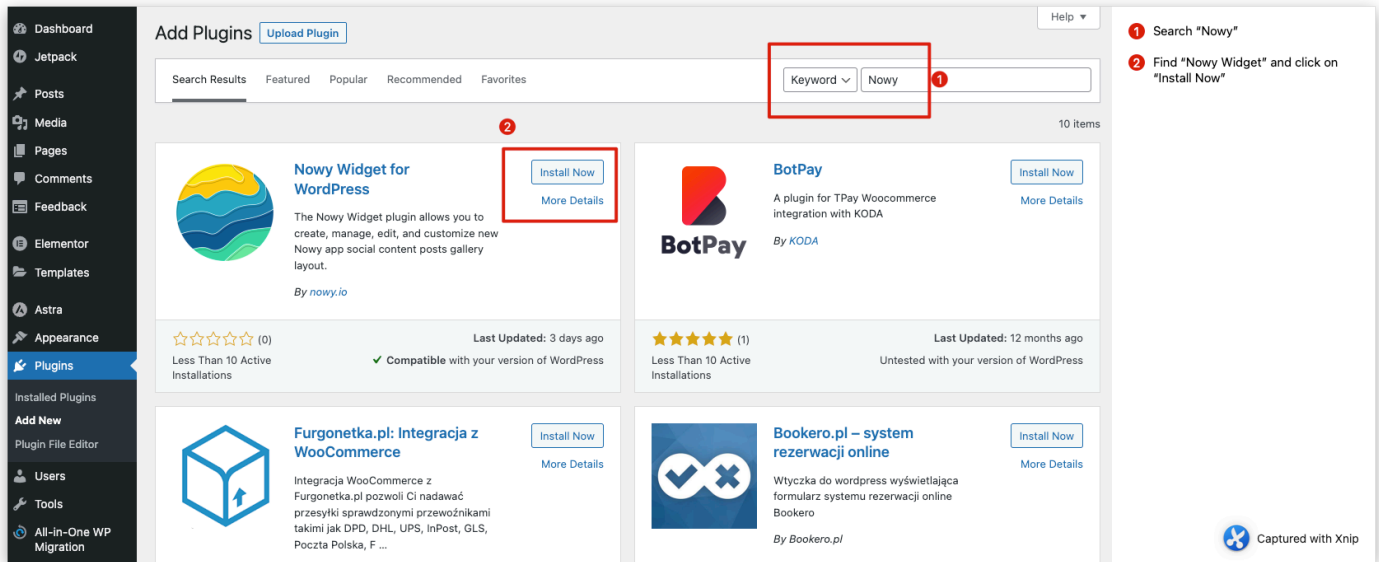 Dashboard
Jetpack
Posts
Media
Pages
Comments
Feedback
Elementor
Templates
Astra
Appearance
Plugins
Installed Plugins
Add New
Plugin File Editor
Users
Tools
All-in-One WP
Migration
Add Plugins
Upload Plugin
Help
Search Results
Featured
Popular
Recommended
Favorites
Keyword
Nowy
1
10 items
2
Nowy Widget for
WordPress
Install Now
More Details
The Nowy Widget plugin allows you to
create, manage, edit, and customize new
Nowy app social content posts gallery
layout.
By nowy.io
(0)
Last Updated: 3 days ago
Less Than 10 Active
Installations
Compatible with your version of WordPress
BotPay
BotPay
Install Now
More Details
A plugin for TPay Woocommerce
integration with KODA
By KODA
(1)
Last Updated: 12 months ago
Less Than 10 Active
Installations
Untested with your version of WordPress
Furgonetka.pl: Integracja z
WooCommerce
Install Now
More Details
Integracja WooCommerce z
Furgonetka.pl pozwoli Ci nadawać
przesyłki sprawdzonymi przewoźnikami
takimi jak DPD, DHL, UPS, InPost, GLS,
Poczta Polska, F ...
Bookero.pl – system
rezerwacji online
Install Now
More Details
Wtyczka do wordpress wyświetlająca
formularz systemu rezerwacji online
Bookero
By Bookero.pl
1 Search “Nowy”
2 Find “Nowy Widget” and click on
“Install Now”
Captured with Xnip